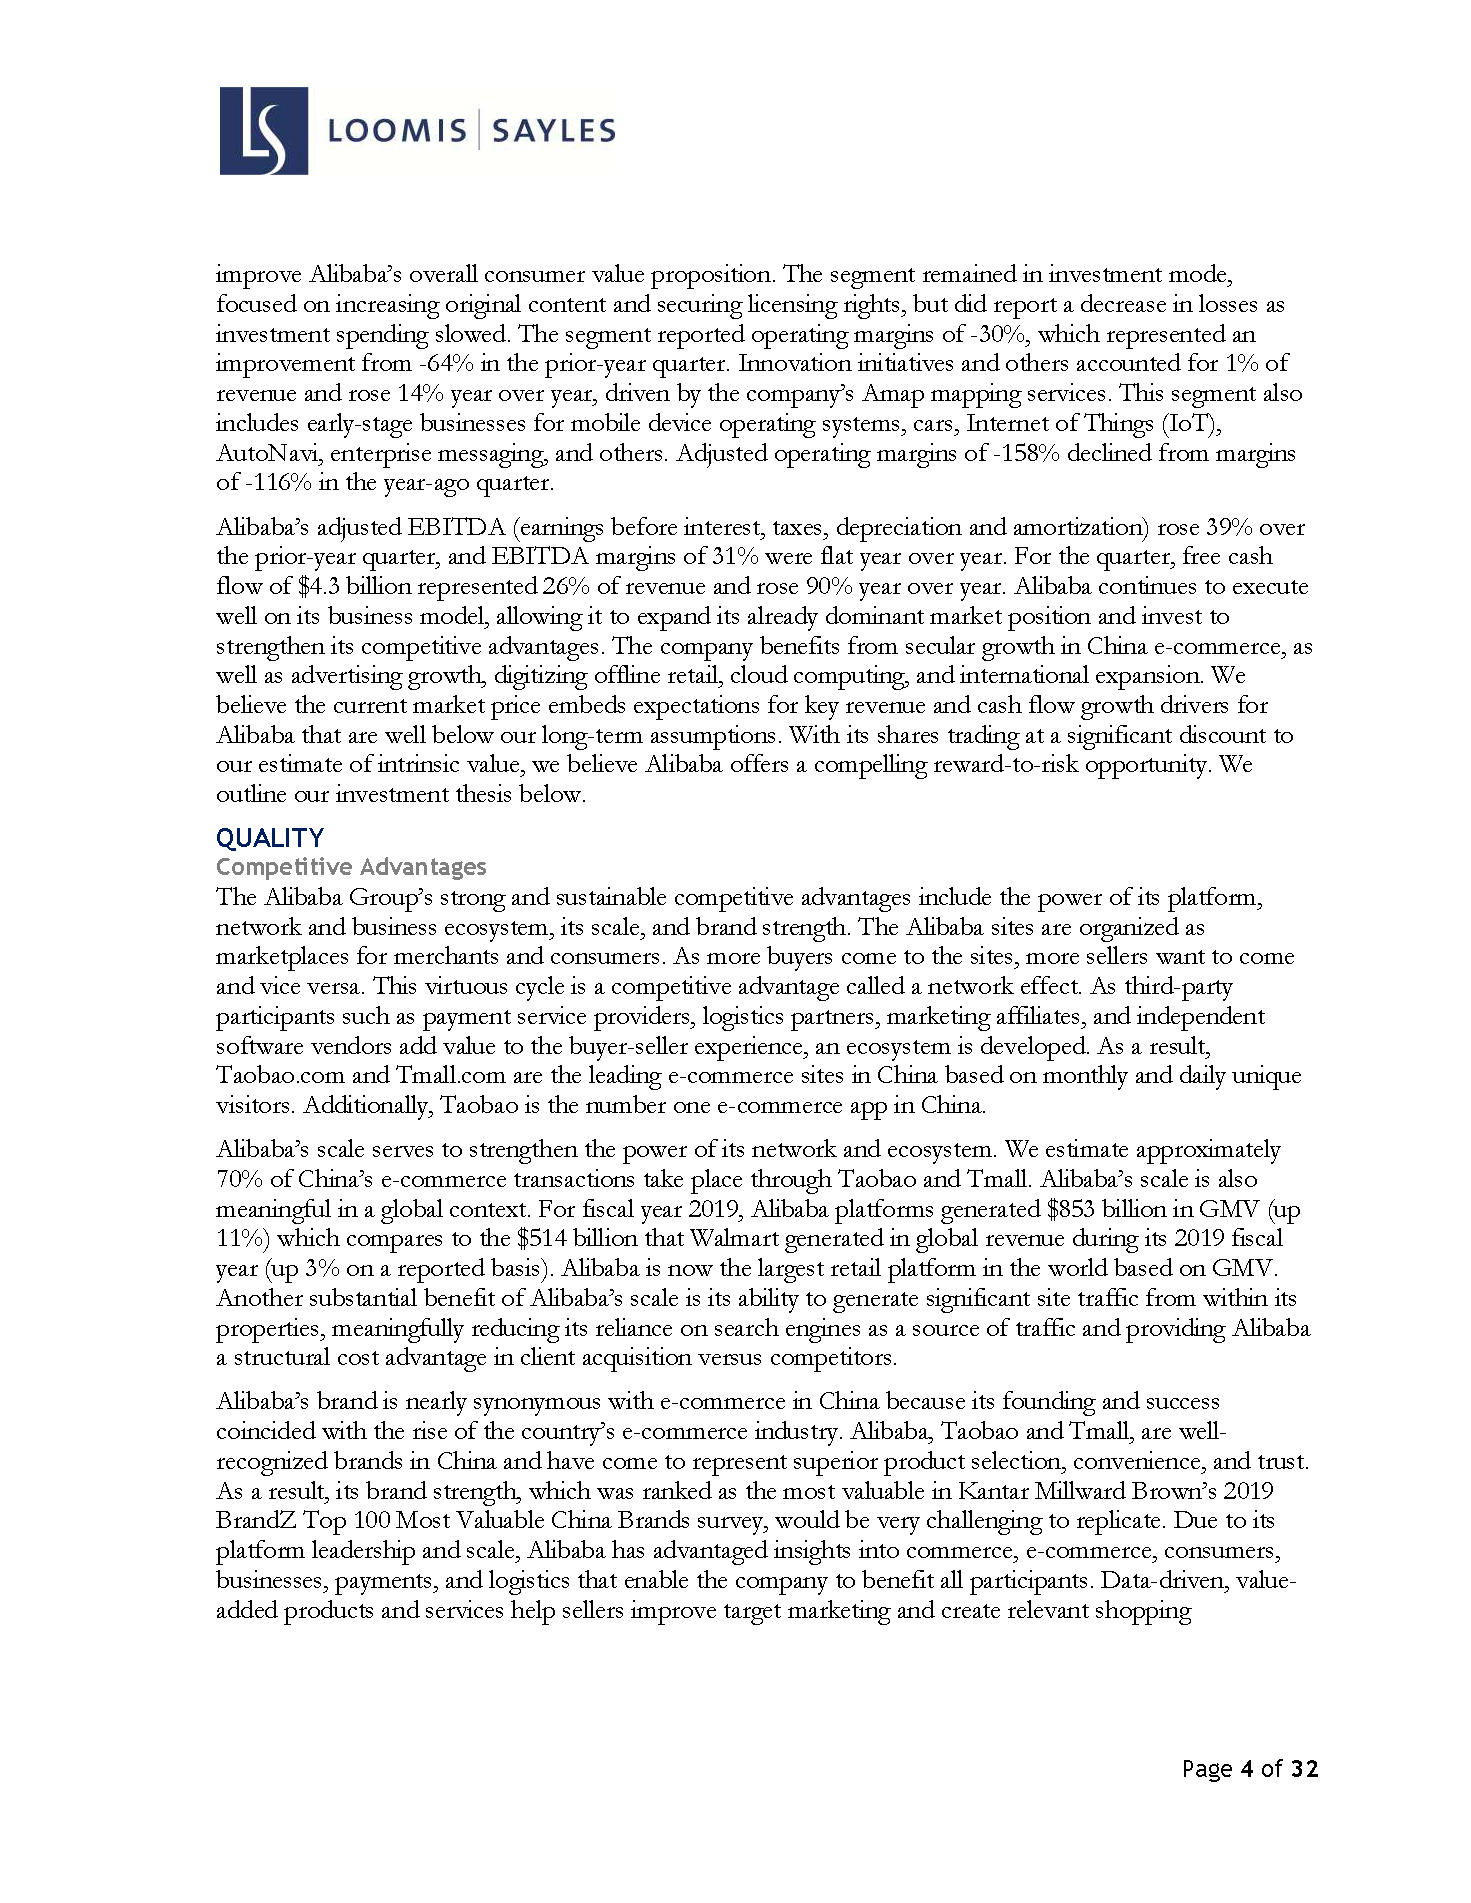 LS LOOMIS | SAYLES
improve Alibaba’s overall consumer value proposition. The segment remained in investment mode,
focused on increasing original content and securing licensing rights, but did report a decrease in losses as
investment spending slowed. The segment reported operating margins of -30%, which represented an
improvement from -64% in the prior-year quarter. Innovation initiatives and others accounted for 1% of
revenue and rose 14% year over year, driven by the company’s Amap mapping services. This segment also
includes early-stage businesses for mobile device operating systems, cars, Internet of Things (IoT),
AutoNavi, enterprise messaging, and others. Adjusted operating margins of -158% declined from margins
of -116% in the year-ago quarter.
Alibaba’s adjusted EBITDA (earnings before interest, taxes, depreciation and amortization) rose 39% over
the prior-year quarter, and EBITDA margins of 31% were flat year over year. For the quarter, free cash
flow of $4.3 billion represented 26% of revenue and rose 90% year over year. Alibaba continues to execute
well on its business model, allowing it to expand its already dominant market position and invest to
strengthen its competitive advantages. The company benefits from secular growth in China e-commerce, as
well as advertising growth, digitizing offline retail, cloud computing, and international expansion. We
believe the current market price embeds expectations for key revenue and cash flow growth drivers for
Alibaba that are well below our long-term assumptions. With its shares trading at a significant discount to
our estimate of intrinsic value, we believe Alibaba offers a compelling reward-to-risk opportunity. We
outline our investment thesis below.
QUALITY
Competitive Advantages
The Alibaba Group’s strong and sustainable competitive advantages include the power of its platform,
network and business ecosystem, its scale, and brand strength. The Alibaba sites are organized as
marketplaces for merchants and consumers. As more buyers come to the sites, more sellers want to come
and vice versa. This virtuous cycle is a competitive advantage called a network effect. As third-party
participants such as payment service providers, logistics partners, marketing affiliates, and independent
software vendors add value to the buyer-seller experience, an ecosystem is developed. As a result,
Taobao.com and Tmall.com are the leading e-commerce sites in China based on monthly and daily unique
visitors. Additionally, Taobao is the number one e-commerce app in China.
Alibaba’s scale serves to strengthen the power of its network and ecosystem. We estimate approximately
70% of China’s e-commerce transactions take place through Taobao and Tmall. Alibaba’s scale is also
meaningful in a global context. For fiscal year 2019, Alibaba platforms generated $853 billion in GMV (up
11%) which compares to the $514 billion that Walmart generated in global revenue during its 2019 fiscal
year (up 3% on a reported basis). Alibaba is now the largest retail platform in the world based on GMV.
Another substantial benefit of Alibaba’s scale is its ability to generate significant site traffic from within its
properties, meaningfully reducing its reliance on search engines as a source of traffic and providing Alibaba
a structural cost advantage in client acquisition versus competitors.
Alibaba’s brand is nearly synonymous with e-commerce in China because its founding and success
coincided with the rise of the country’s e-commerce industry. Alibaba, Taobao and Tmall, are well-
recognized brands in China and have come to represent superior product selection, convenience, and trust.
As a result, its brand strength, which was ranked as the most valuable in Kantar Millward Brown’s 2019
BrandZ Top 100 Most Valuable China Brands survey, would be very challenging to replicate. Due to its
platform leadership and scale, Alibaba has advantaged insights into commerce, e-commerce, consumers,
businesses, payments, and logistics that enable the company to benefit all participants. Data-driven, value-
added products and services help sellers improve target marketing and create relevant shopping
Page 4 of 32